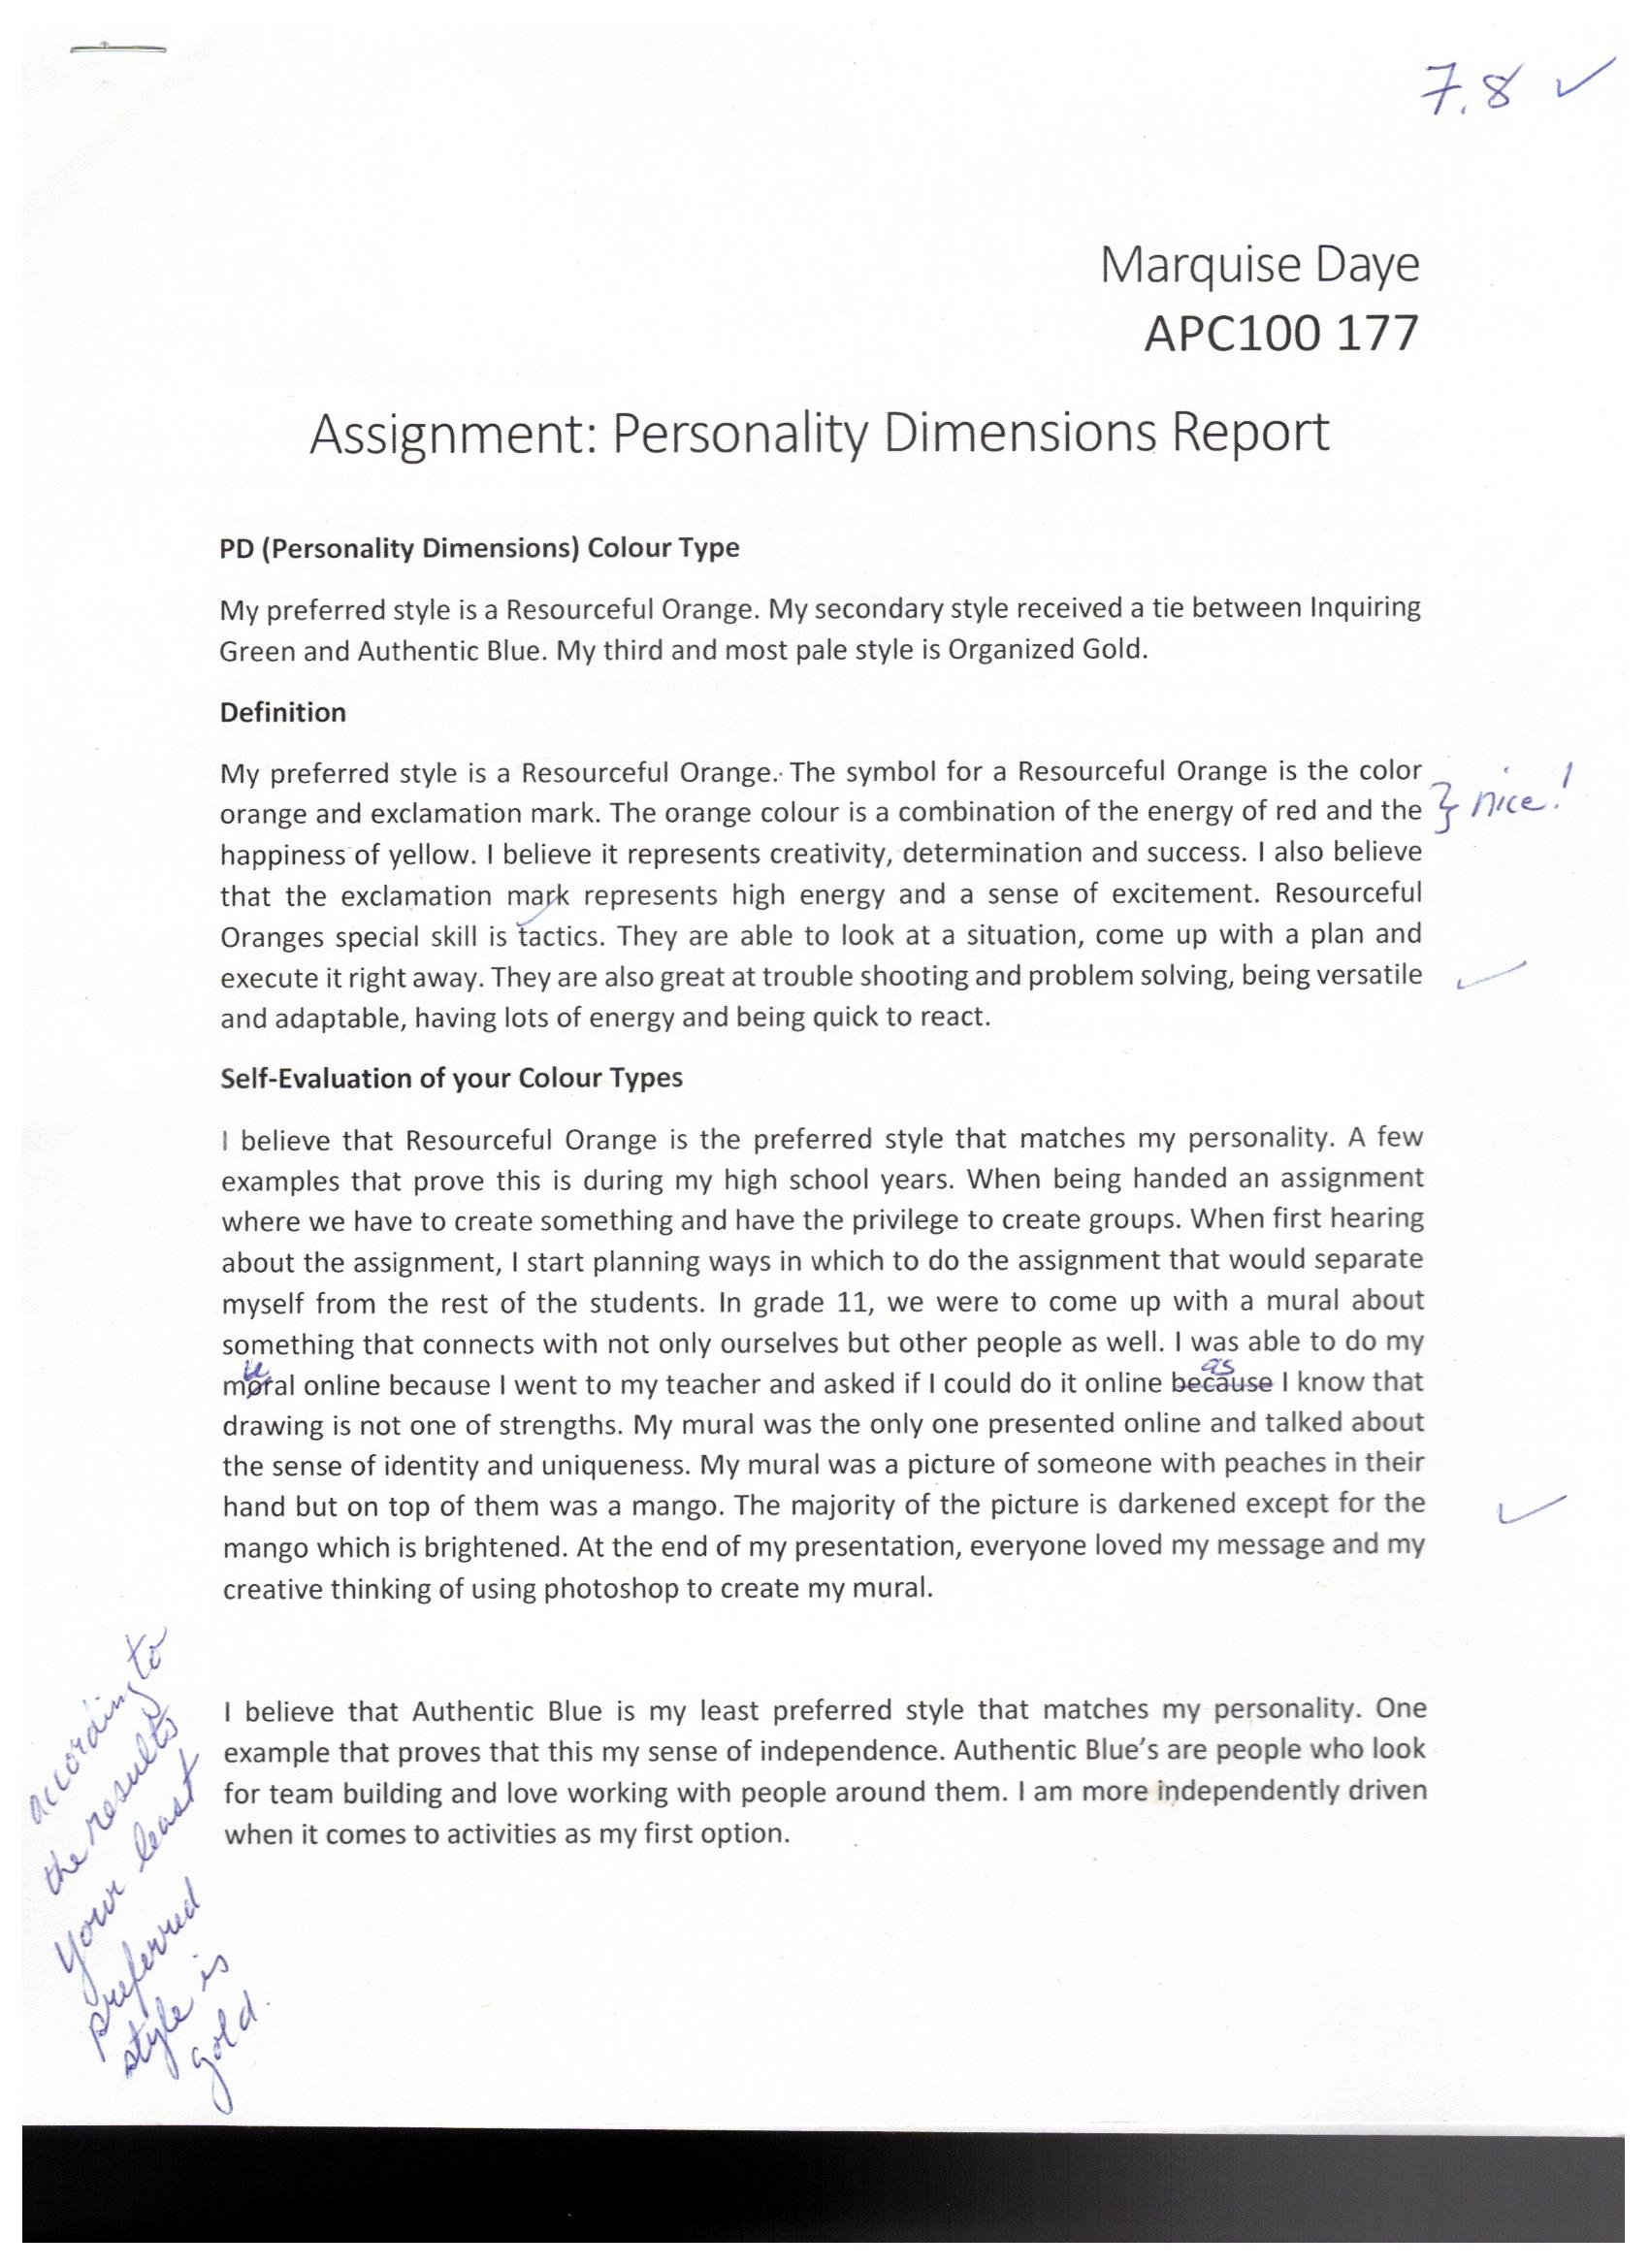 7.8 ✓
Marquise Daye
APC100 177
Assignment: Personality Dimensions Report
PD (Personality Dimensions) Colour Type
My preferred style is a Resourceful Orange. My secondary style received a tie between Inquiring
Green and Authentic Blue. My third and most pale style is Organized Gold.
Definition
My preferred style is a Resourceful Orange. The symbol for a Resourceful Orange is the color
orange and exclamation mark. The orange colour is a combination of the energy of red and the
nice!
happiness of yellow. I believe it represents creativity, determination and success. I also believe
that the exclamation mark represents high energy and a sense of excitement. Resourceful
Oranges special skill is tactics. They are able to look at a situation, come up with a plan and
execute it right away. They are also great at trouble shooting and problem solving, being versatile
and adaptable, having lots of energy and being quick to react.
Self-Evaluation of your Colour Types
I believe that Resourceful Orange is the preferred style that matches my personality. A few
examples that prove this is during my high school years. When being handed an assignment
where we have to create something and have the privilege to create groups. When first hearing
about the assignment, I start planning ways in which to do the assignment that would separate
myself from the rest of the students. In grade 11, we were to come up with a mural about
something that connects with not only ourselves but other people as well. I was able to do my
u as
moral online because I went to my teacher and asked if I could do it online because I know that
drawing is not one of strengths. My mural was the only one presented online and talked about
the sense of identity and uniqueness. My mural was a picture of someone with peaches in their
hand but on top of them was a mango. The majority of the picture is darkened except for the
mango which is brightened. At the end of my presentation, everyone loved my message and my
creative thinking of using photoshop to create my mural.
I believe that Authentic Blue is my least preferred style that matches my personality. One
example that proves that this my sense of independence. Authentic Blue's are people who look
for team building and love working with people around them. I am more independently driven
when it comes to activities as my first option.
according to
the results
your least
preferred
style is
gold.